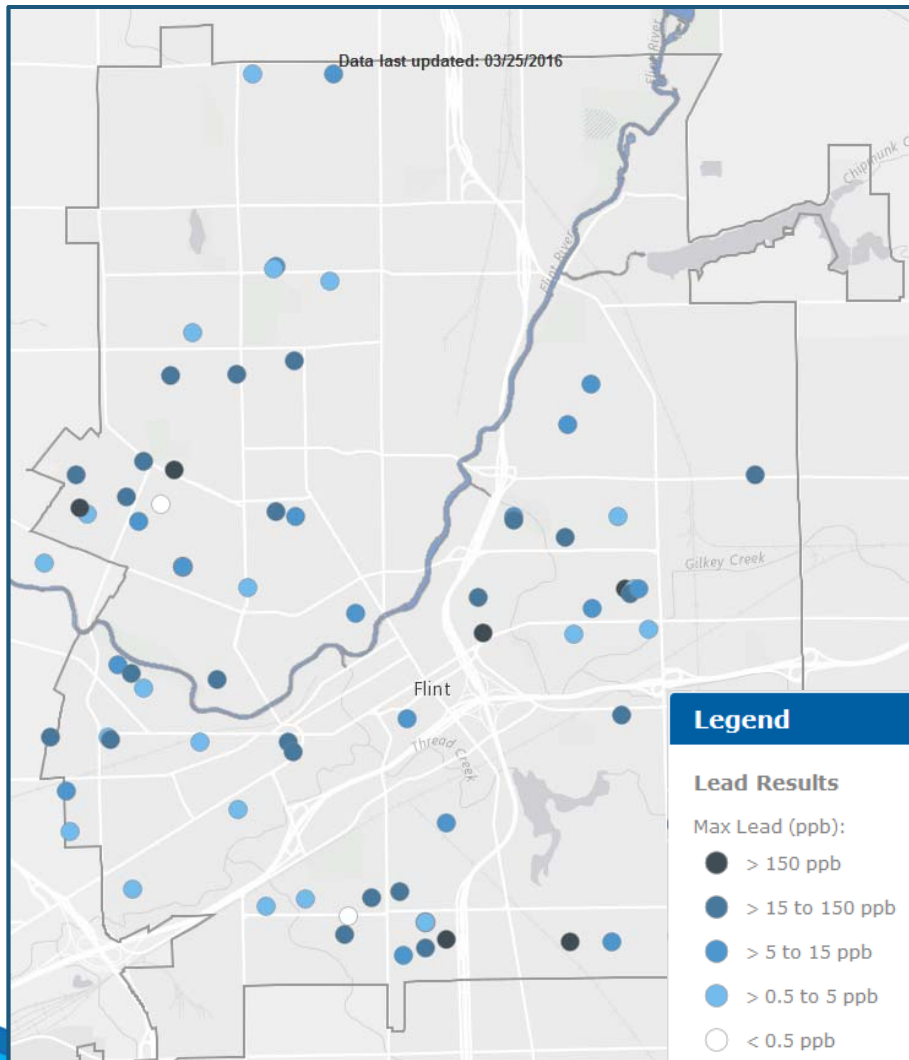 Data last updated: 03/25/2016
Flint River
Chipmunk C
Flint River
Gilkey Creek
Flint
Thread Creek
Legend
Lead Results
Max Lead (ppb):
> 150 ppb
> 15 to 150 ppb
> 5 to 15 ppb
> 0.5 to 5 ppb
< 0.5 ppb